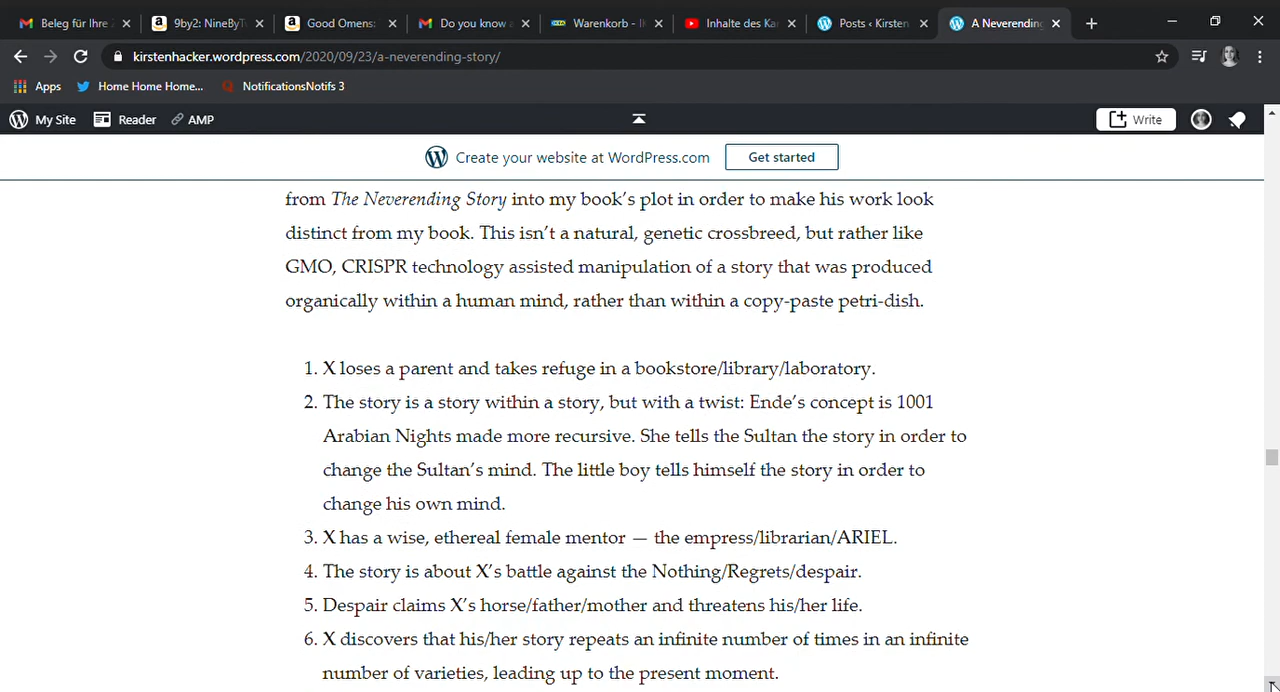 Beleg für Ihre
9by2: NineByT
Good Omens:
Do you know a
Warenkorb - I
Inhalte des Ka
Posts ‹ Kirsten
A Neverending
kirstenhacker.wordpress.com/2020/09/23/a-neverending-story/
Apps Home Home Home... NotificationsNotifs 3
My Site Reader AMP Write
Create your website at WordPress.com Get started
from The Neverending Story into my book’s plot in order to make his work look
distinct from my book. This isn’t a natural, genetic crossbreed, but rather like
GMO, CRISPR technology assisted manipulation of a story that was produced
organically within a human mind, rather than within a copy-paste petri-dish.
1. X loses a parent and takes refuge in a bookstore/library/laboratory.
2. The story is a story within a story, but with a twist: Ende’s concept is 1001
Arabian Nights made more recursive. She tells the Sultan the story in order to
change the Sultan’s mind. The little boy tells himself the story in order to
change his own mind.
3. X has a wise, ethereal female mentor — the empress/librarian/ARIEL.
4. The story is about X’s battle against the Nothing/Regrets/despair.
5. Despair claims X’s horse/father/mother and threatens his/her life.
6. X discovers that his/her story repeats an infinite number of times in an infinite
number of varieties, leading up to the present moment.